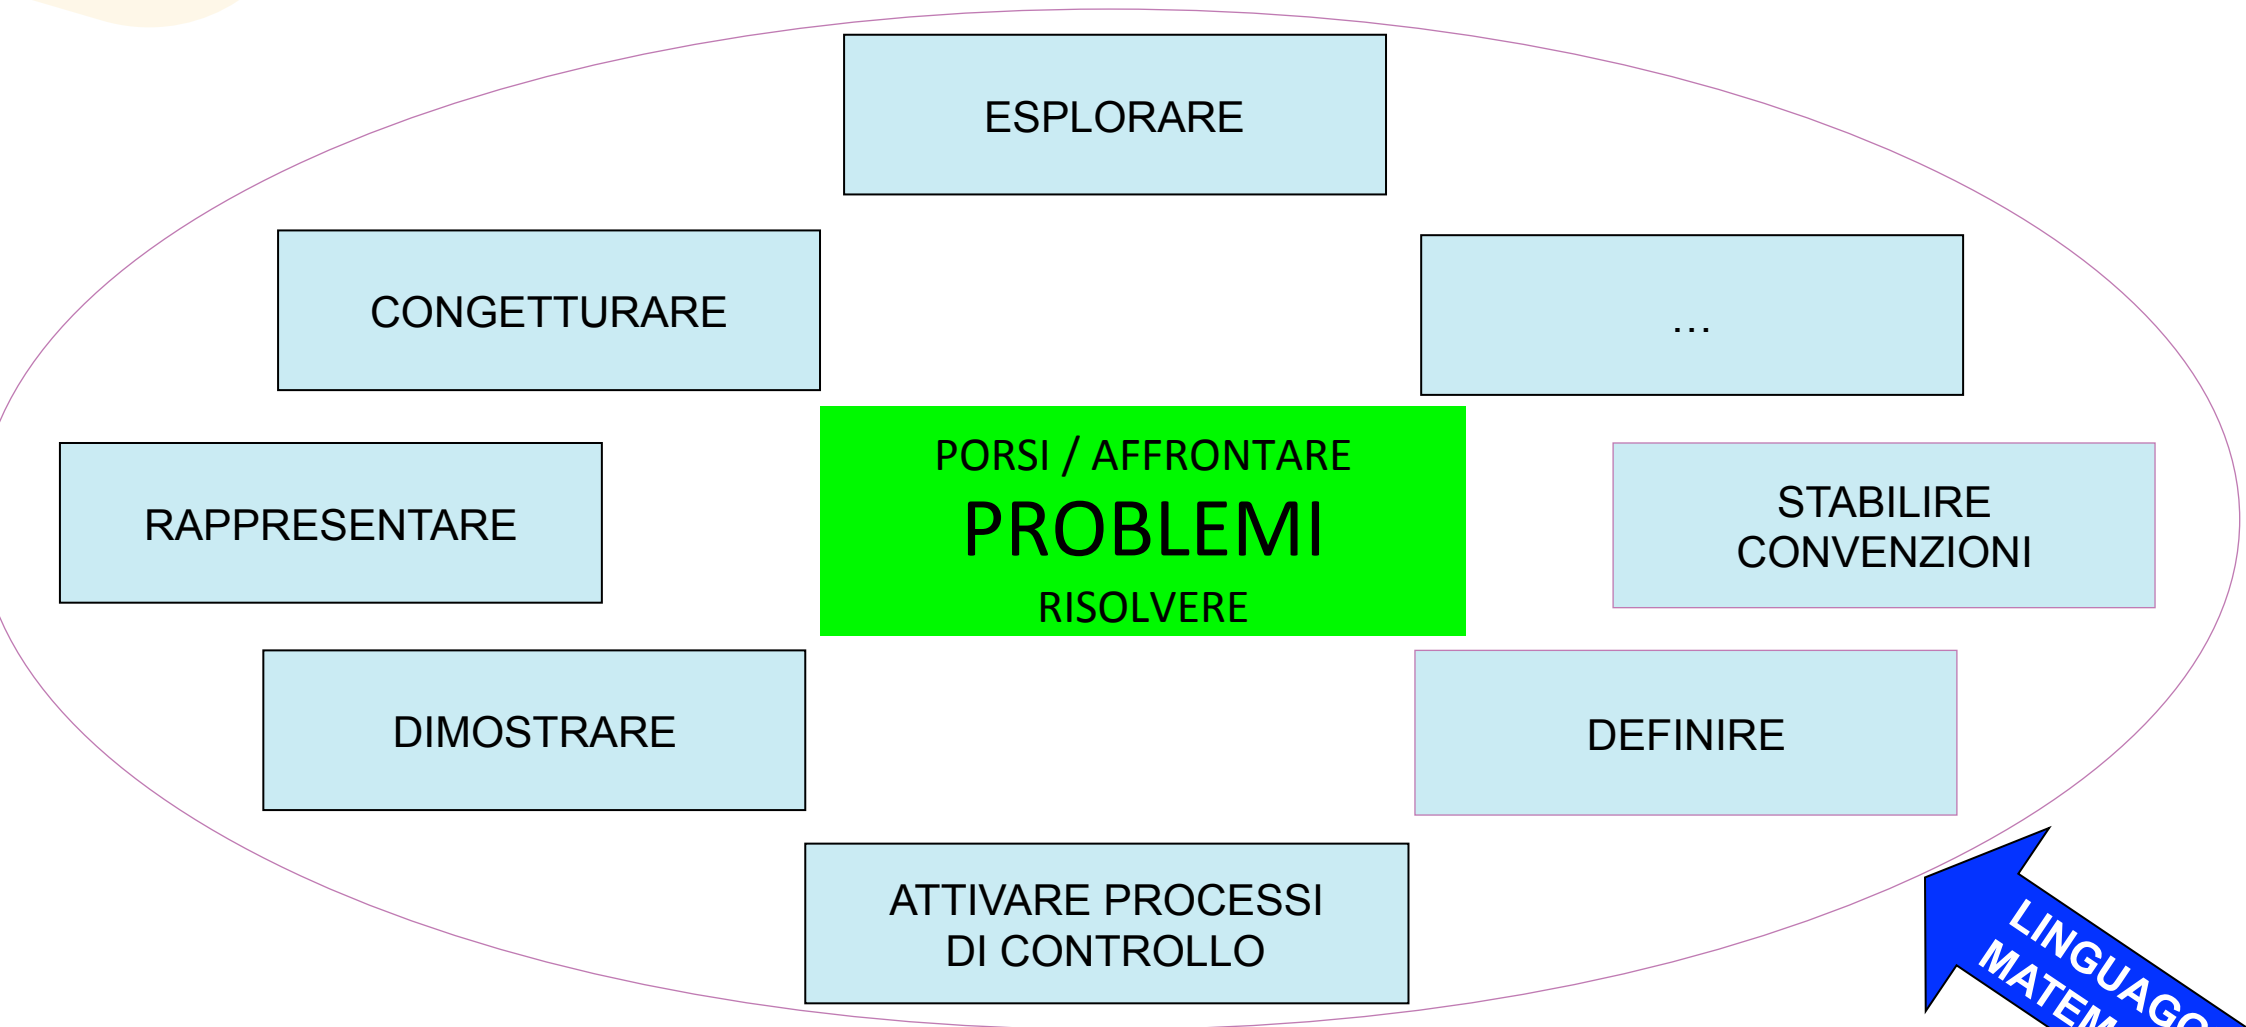 ESPLORARE
CONGETTURARE
…
PORSI / AFFRONTARE
PROBLEMI
RISOLVERE
RAPPRESENTARE
STABILIRE
CONVENZIONI
DIMOSTRARE
DEFINIRE
ATTIVARE PROCESSI
DI CONTROLLO